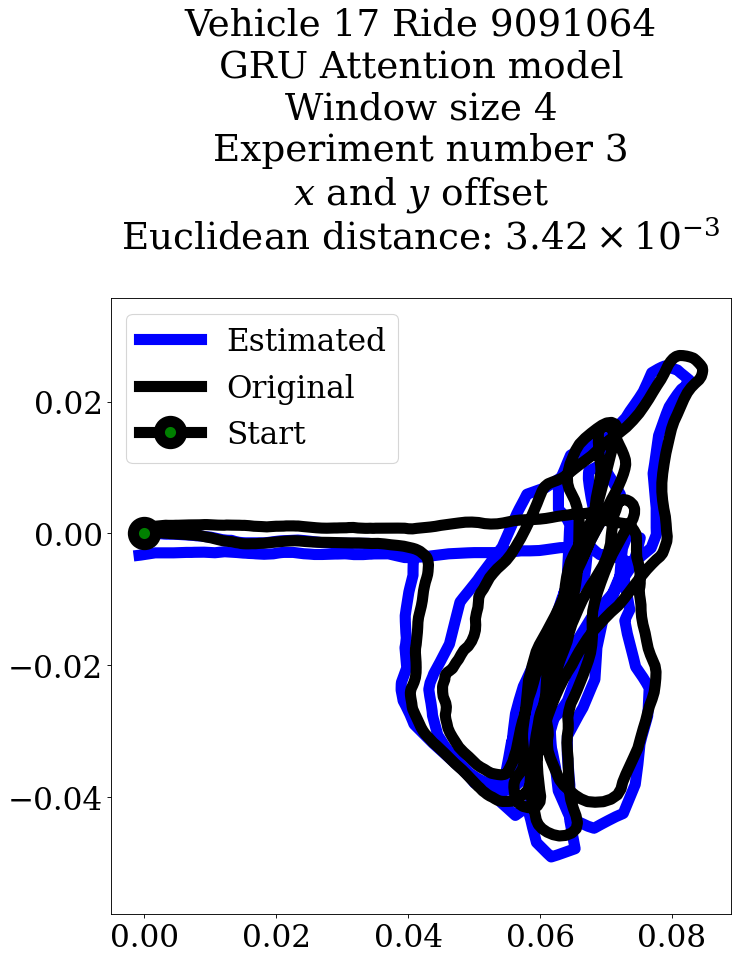 Vehicle 17 Ride 9091064
GRU Attention model
Window size 4
Experiment number 3
x and y offset
Euclidean distance: 3.42 × 10⁻³
Estimated
Original
Start
0.02
0.00
−0.02
−0.04
0.00 0.02 0.04 0.06 0.08